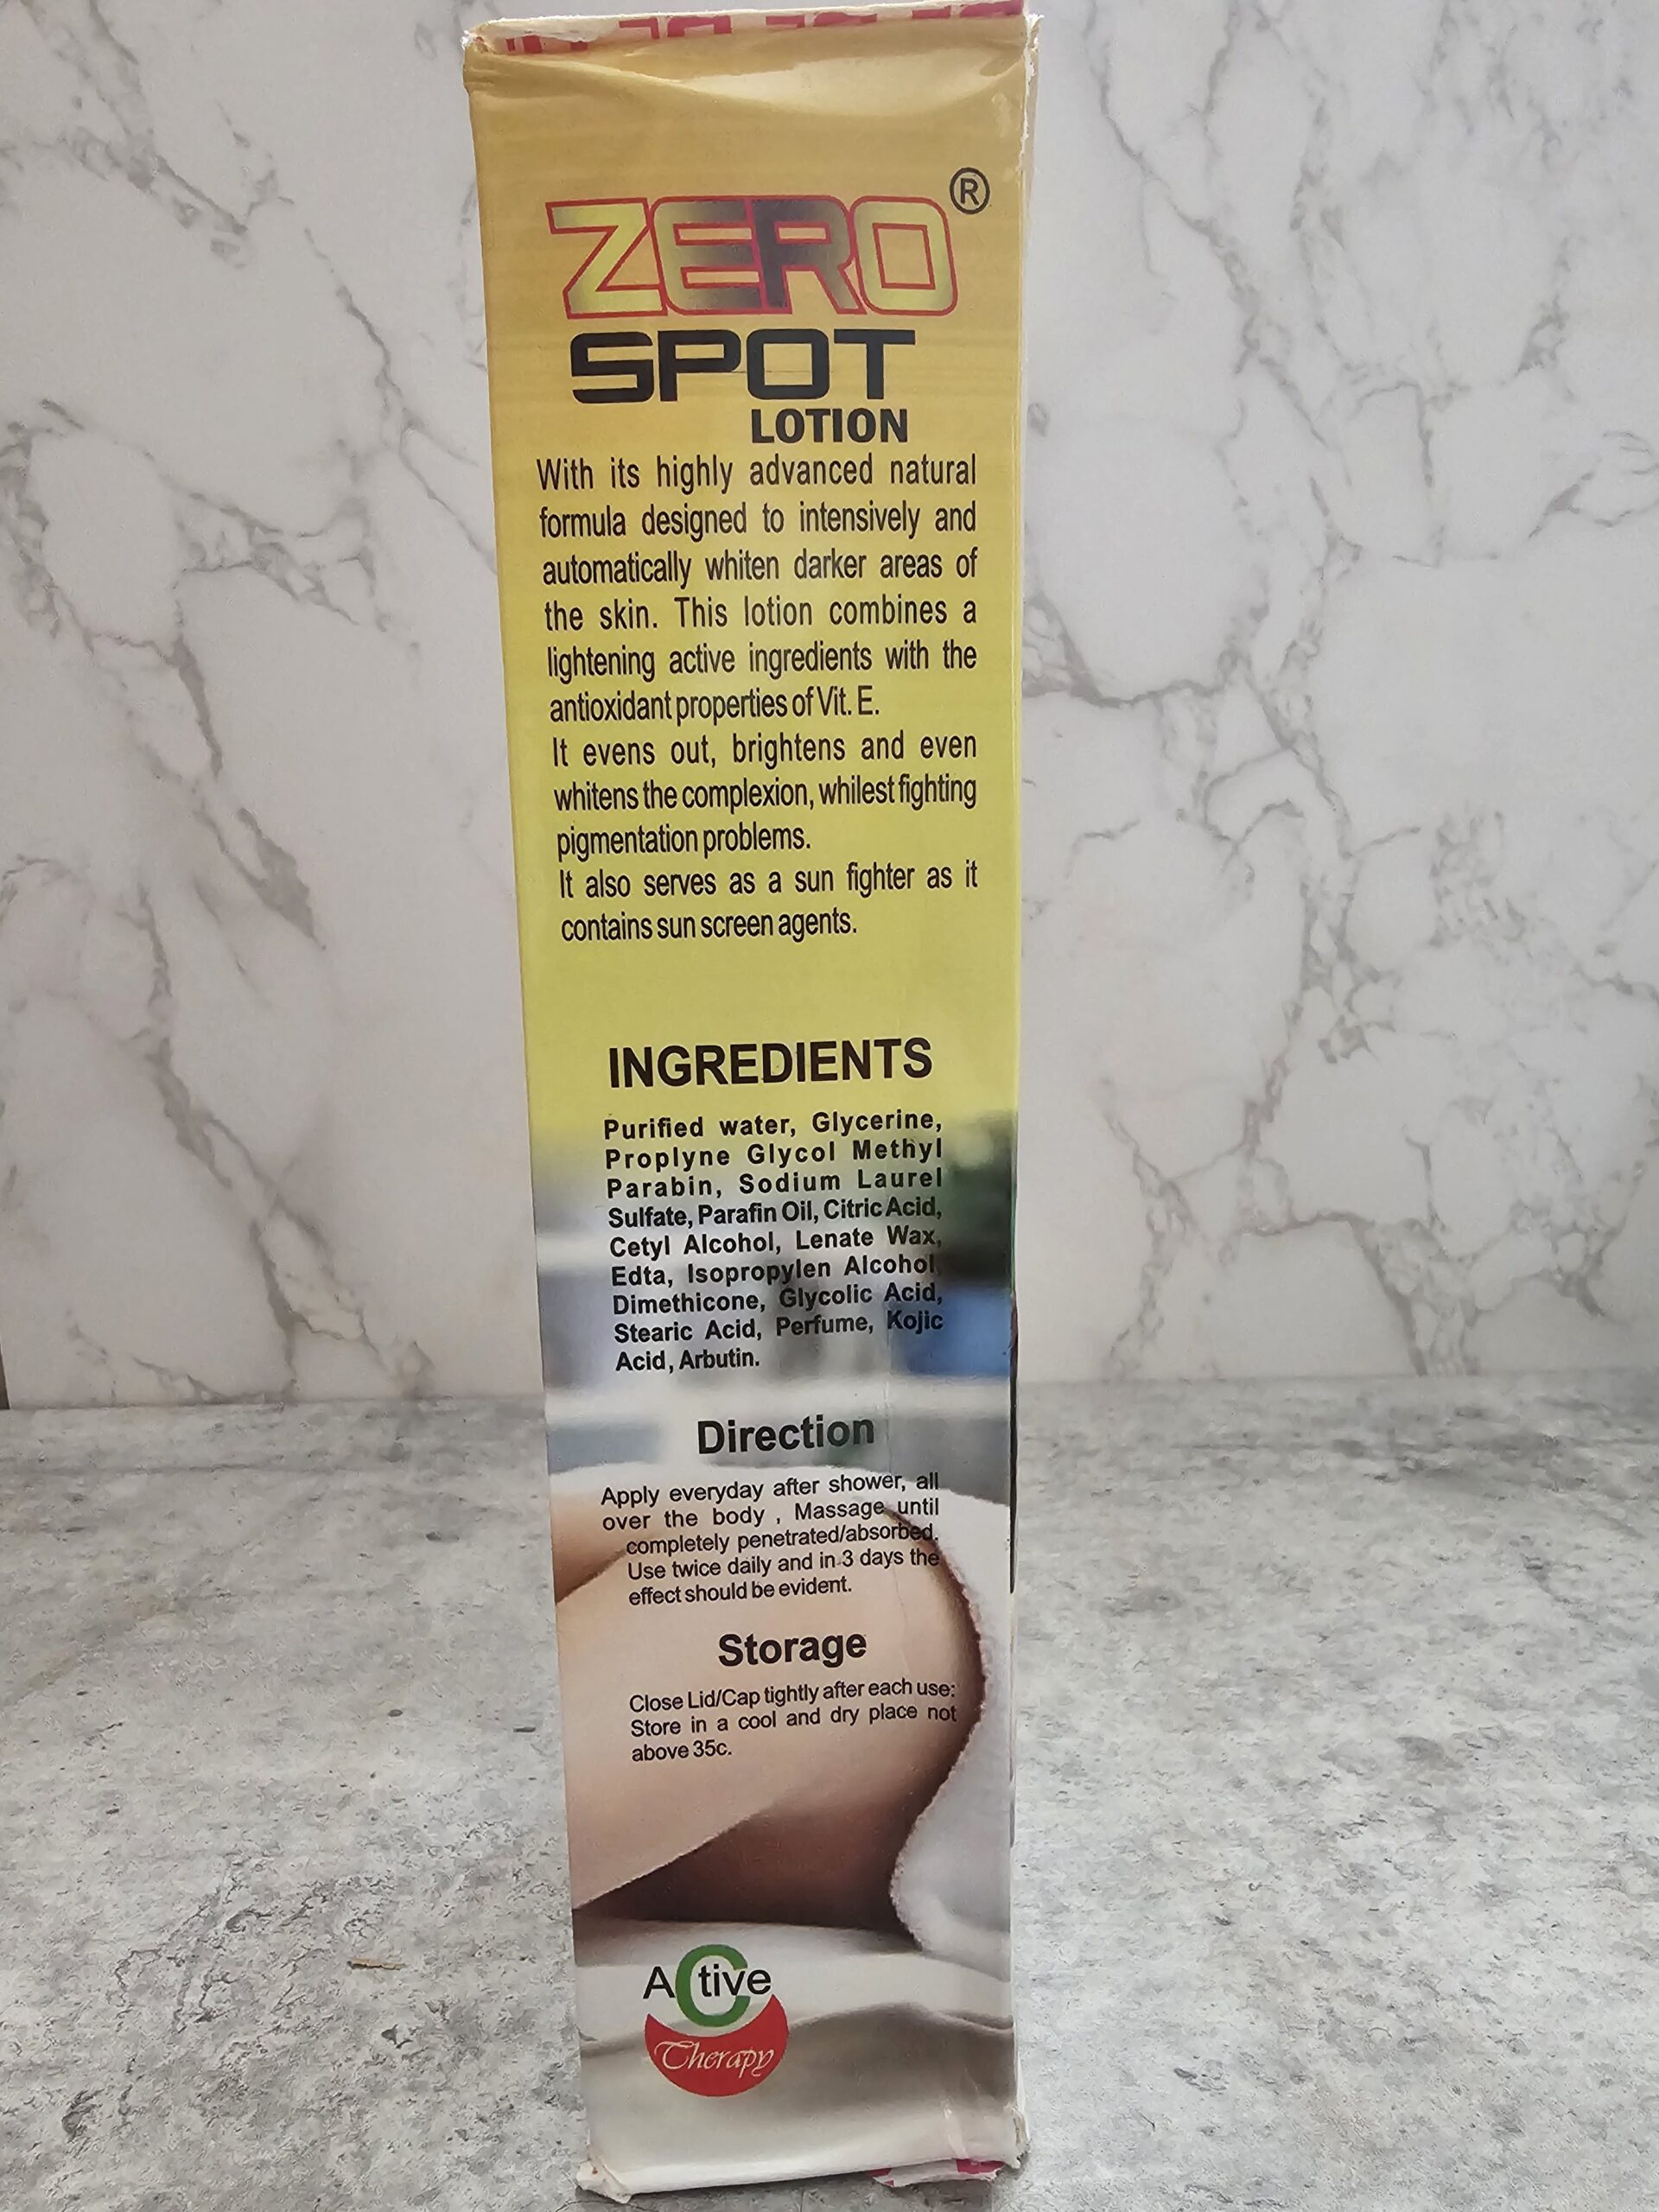 ZERO ®
SPOT
LOTION
With its highly advanced natural
formula designed to intensively and
automatically whiten darker areas of
the skin. This lotion combines a
lightening active ingredients with the
antioxidant properties of Vit. E.
It evens out, brightens and even
whitens the complexion, whilest fighting
pigmentation problems.
It also serves as a sun fighter as it
contains sun screen agents.
INGREDIENTS
Purified water, Glycerine,
Proplyne Glycol Methyl
Parabin, Sodium Laurel
Sulfate, Parafin Oil, Citric Acid,
Cetyl Alcohol, Lenate Wax,
Edta, Isopropylen Alcohol,
Dimethicone, Glycolic Acid,
Stearic Acid, Perfume, Kojic
Acid, Arbutin.
Direction
Apply everyday after shower, all
over the body , Massage until
completely penetrated/absorbed.
Use twice daily and in 3 days the
effect should be evident.
Storage
Close Lid/Cap tightly after each use:
Store in a cool and dry place not
above 35c.
Active
Therapy